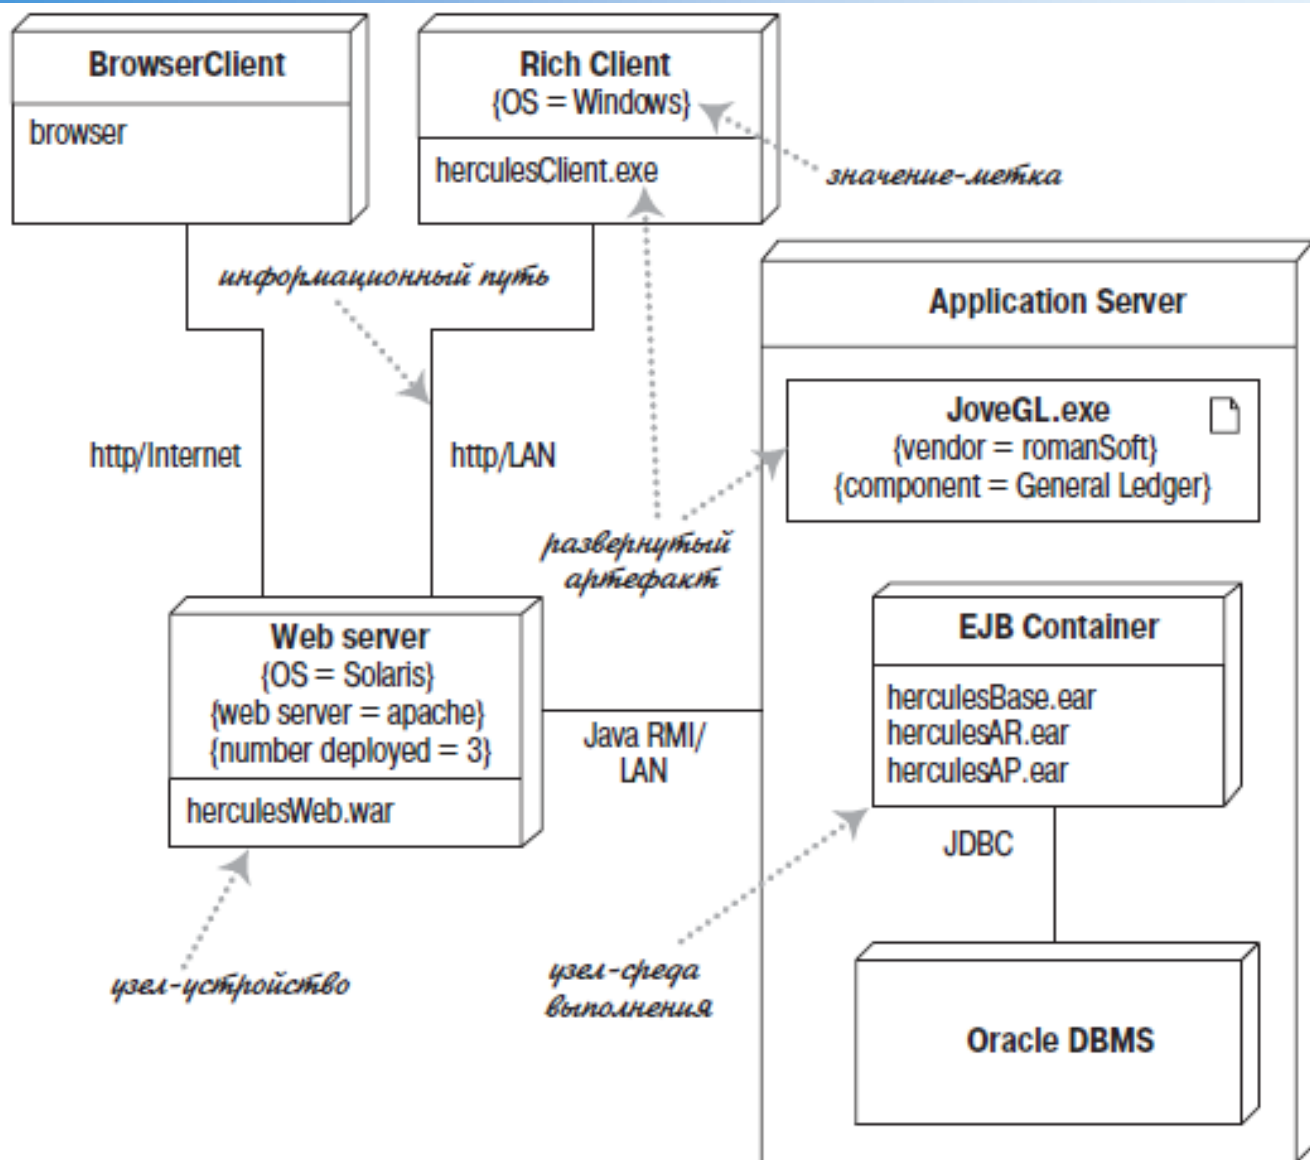 BrowserClient
browser
Rich Client
{OS = Windows}
herculesClient.exe
значение-метка
информационный путь
Application Server
JoveGL.exe
{vendor = romanSoft}
{component = General Ledger}
http/Internet
http/LAN
развернутый
артефакт
Web server
{OS = Solaris}
{web server = apache}
{number deployed = 3}
herculesWeb.war
Java RMI/
LAN
EJB Container
herculesBase.ear
herculesAR.ear
herculesAP.ear
JDBC
узел-устройство
узел-среда
выполнения
Oracle DBMS